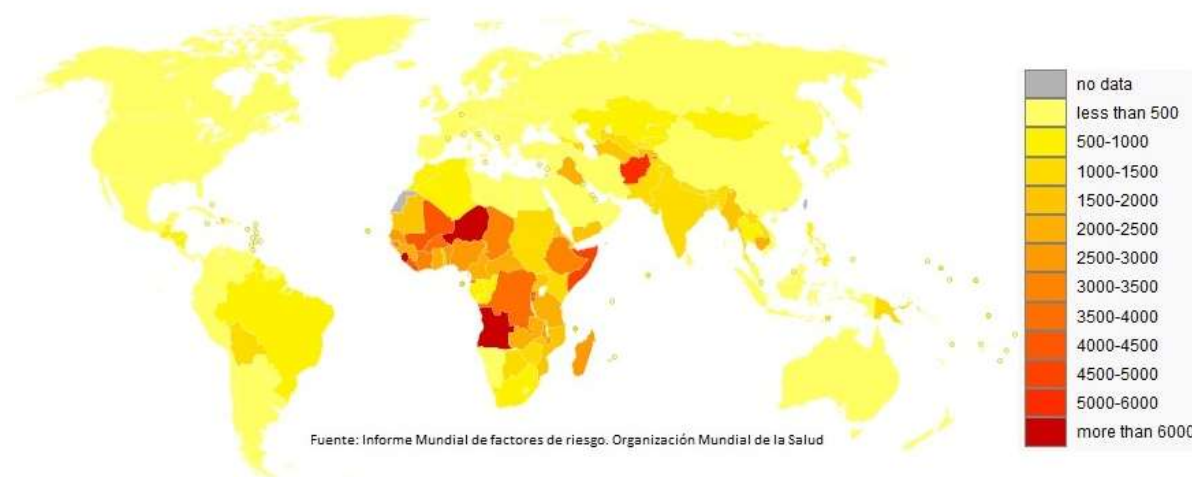 no data
less than 500
500-1000
1000-1500
1500-2000
2000-2500
2500-3000
3000-3500
3500-4000
4000-4500
4500-5000
5000-6000
more than 6000
Fuente: Informe Mundial de factores de riesgo. Organización Mundial de la Salud